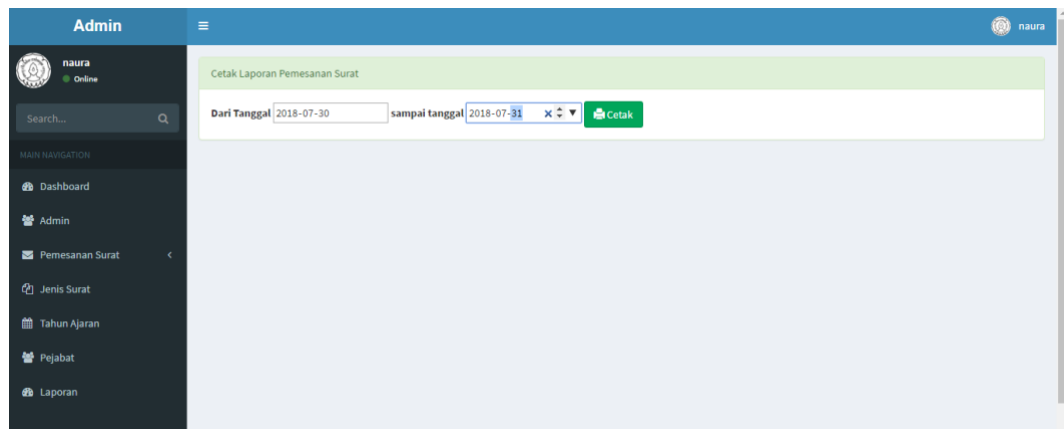 Admin
naura
naura
Online
Search...
MAIN NAVIGATION
Dashboard
Admin
Pemesanan Surat
Jenis Surat
Tahun Ajaran
Pejabat
Laporan
Cetak Laporan Pemesanan Surat
Dari Tanggal 2018-07-30 sampai tanggal 2018-07-31 Cetak